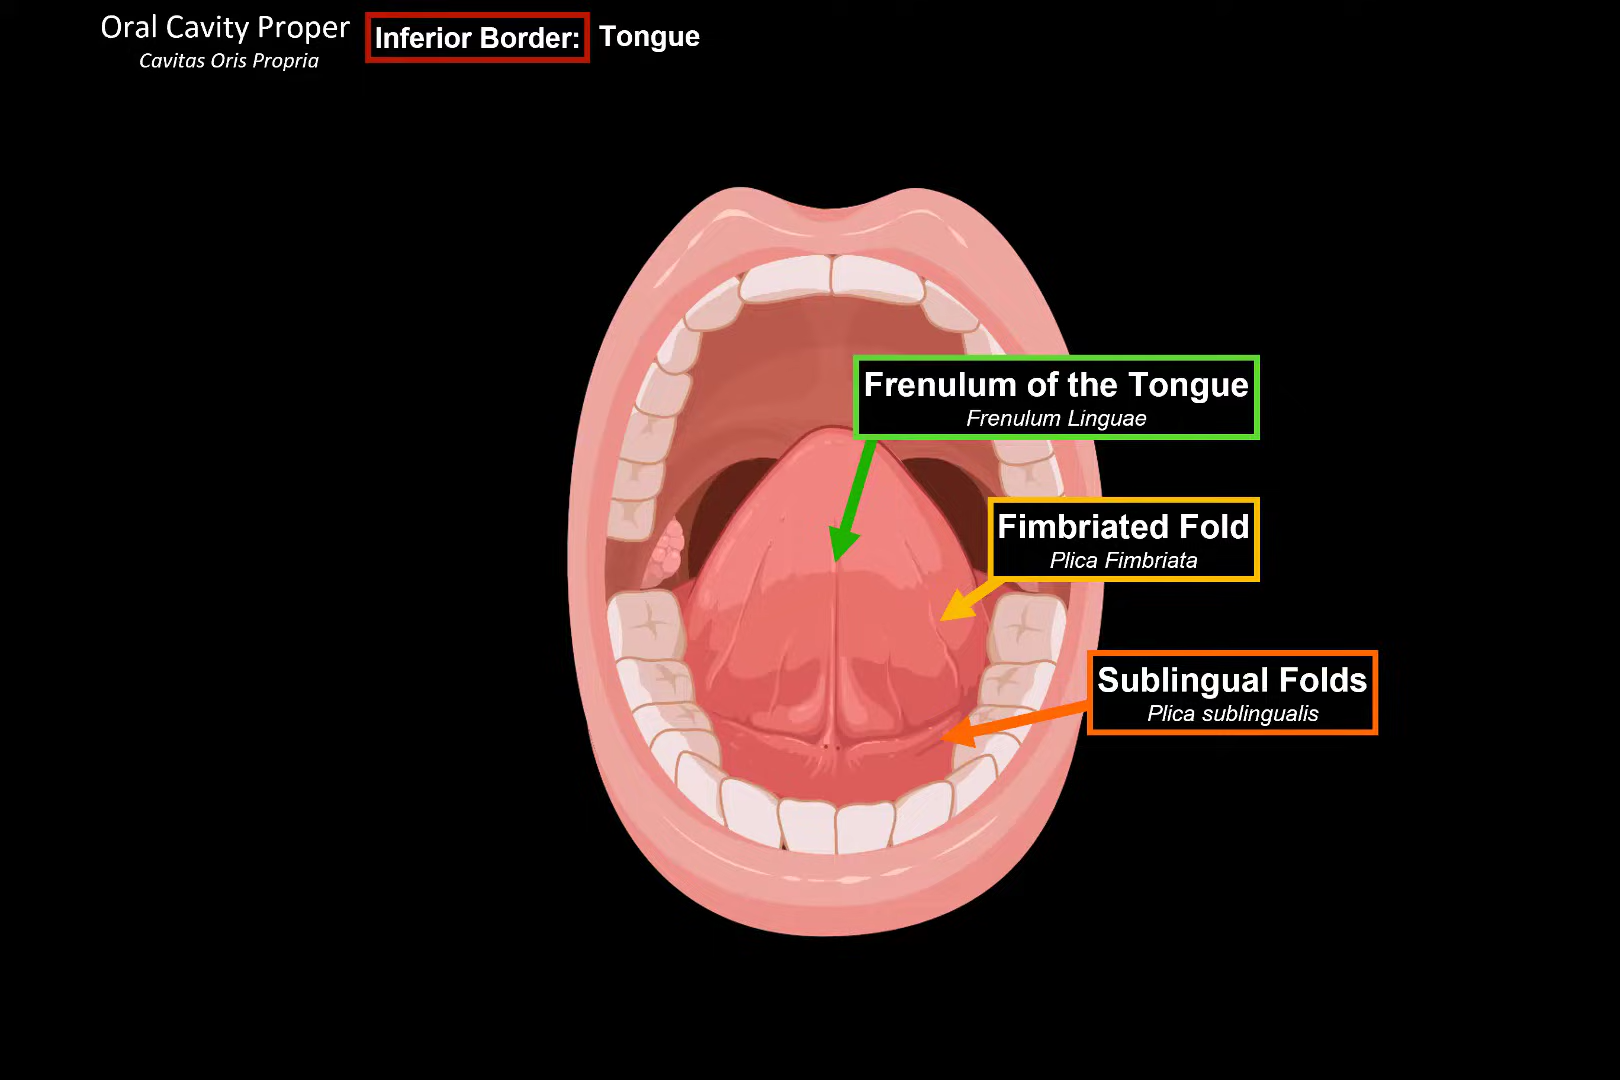 Oral Cavity Proper
Cavitas Oris Propria
Inferior Border: Tongue
Frenulum of the Tongue
Frenulum Linguae
Fimbriated Fold
Plica Fimbriata
Sublingual Folds
Plica sublingualis